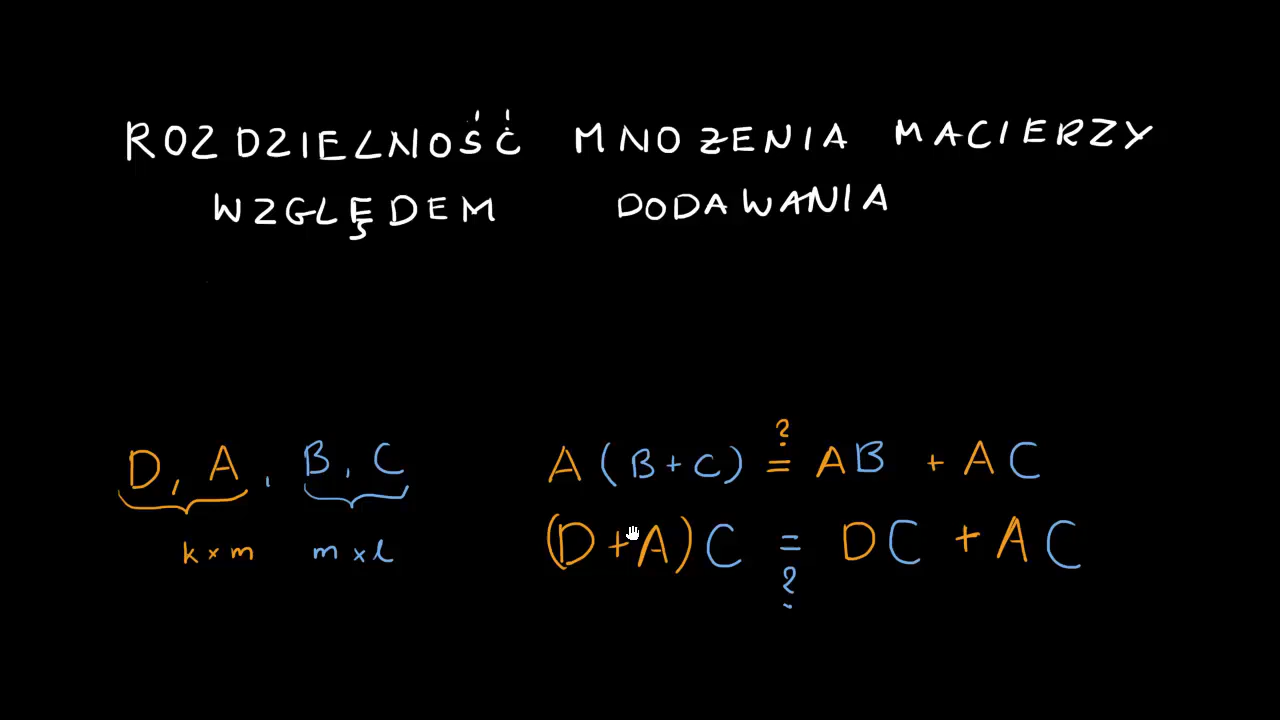 ROZDZIELNOŚĆ MNOŻENIA MACIERZY
WZGLĘDEM DODAWANIA
D, A, B, C
k × m m × l
A (B + C) ?= AB + AC
(D + A) C =? DC + AC